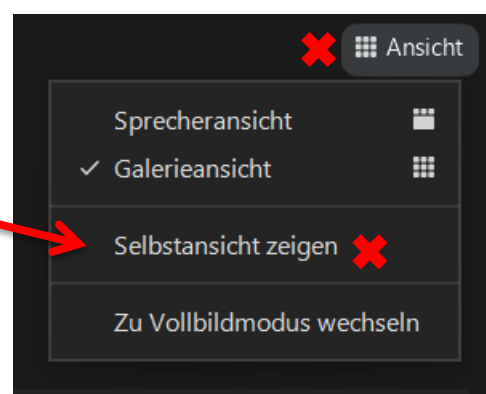 Ansicht
Sprecheransicht
Galerieansicht
Selbstansicht zeigen
Zu Vollbildmodus wechseln